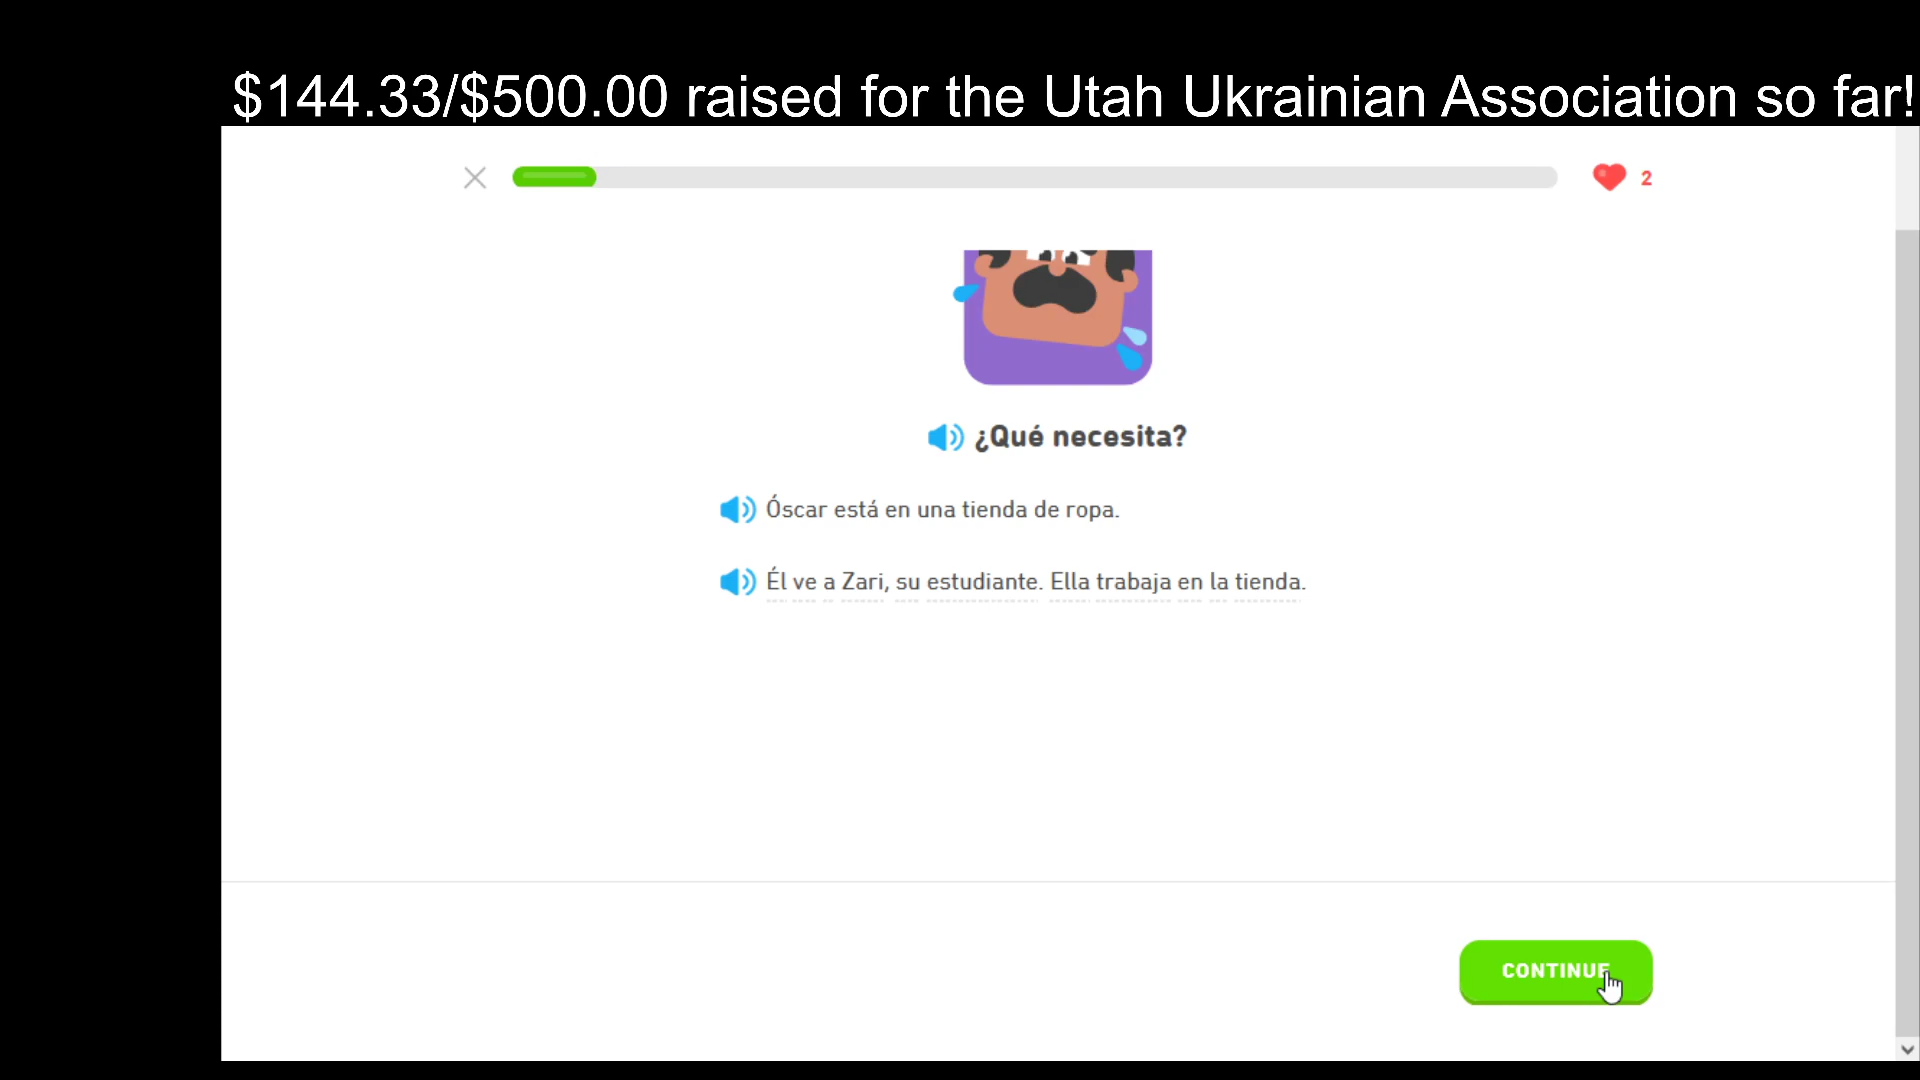 $144.33/$500.00 raised for the Utah Ukrainian Association so far!
2
¿Qué necesita?
Óscar está en una tienda de ropa.
Él ve a Zari, su estudiante. Ella trabaja en la tienda.
CONTINUE